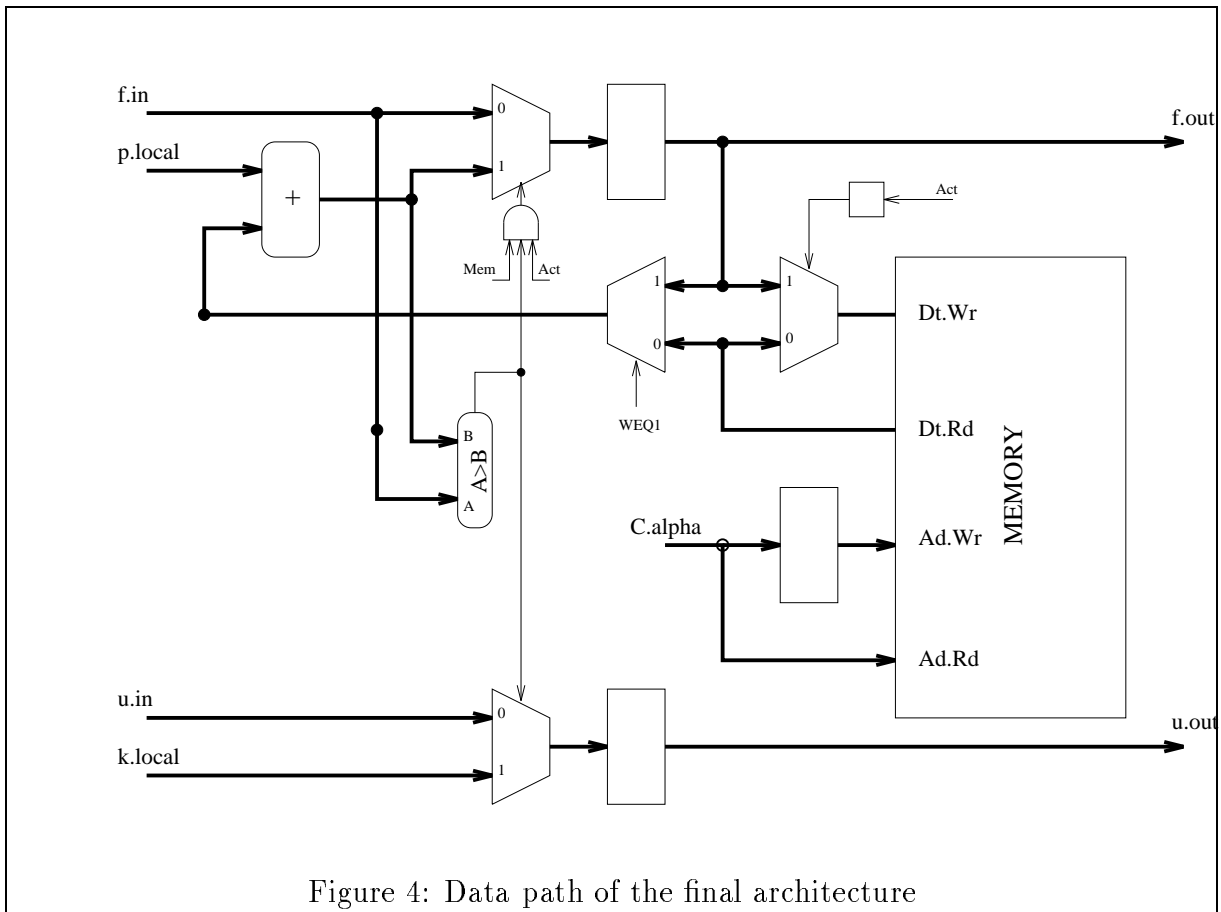 f.in
0
f.out
p.local
1
+
Act
Mem
Act
1
1
Dt.Wr
0
0
WEQ1
Dt.Rd
B
A>B
A
MEMORY
C.alpha
Ad.Wr
Ad.Rd
u.in
0
u.out
k.local
1
Figure 4: Data path of the final architecture